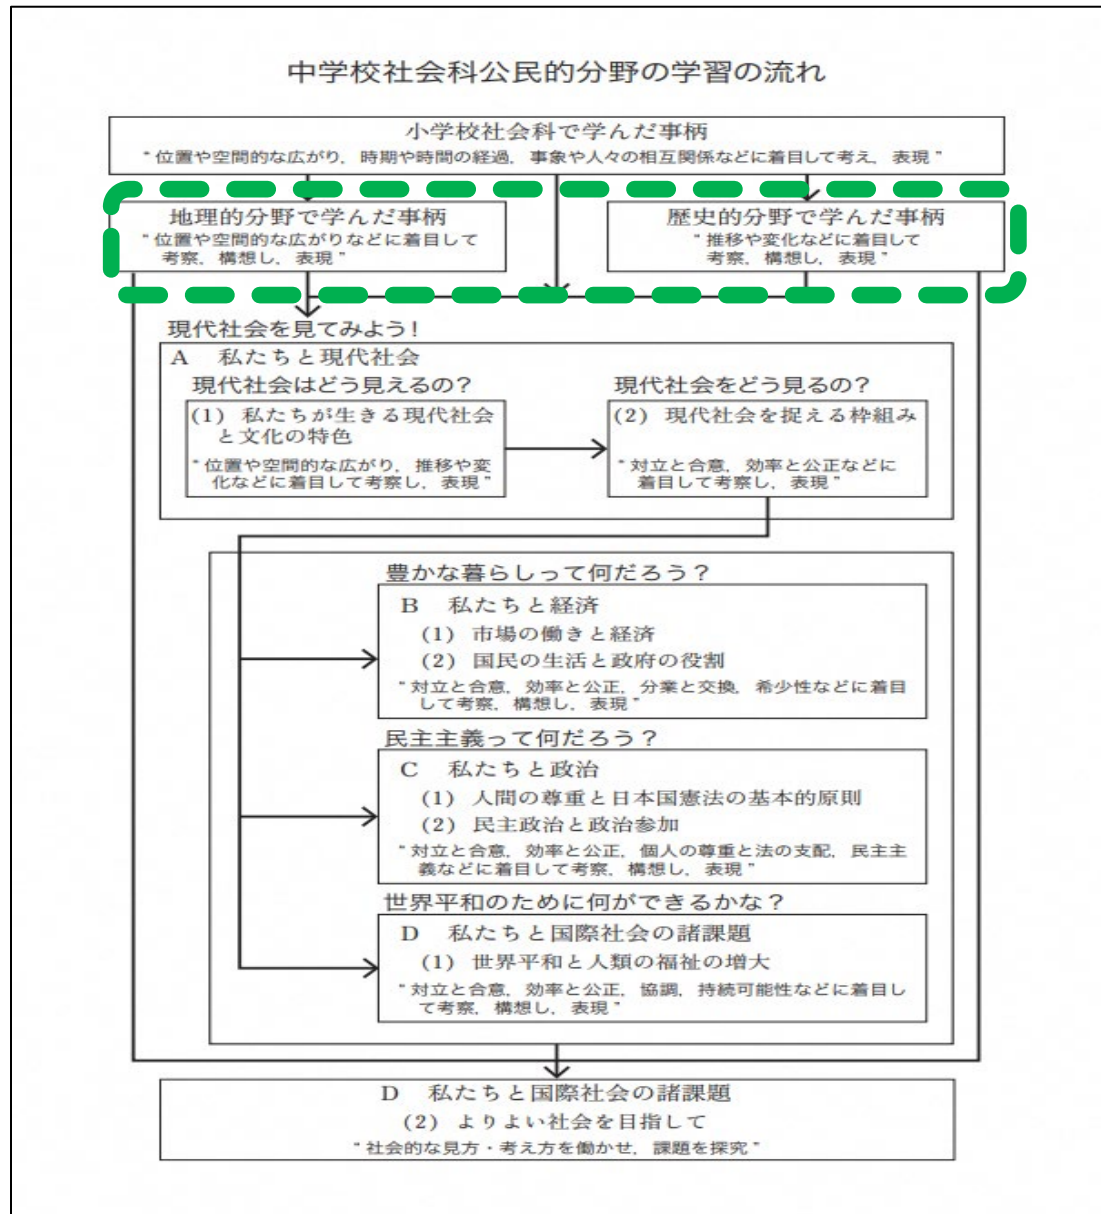 中学校社会科公民的分野の学習の流れ
小学校社会科で学んだ事柄
“位置や空間的な広がり，時期や時間の経過，事象や人々の相互関係などに着目して考え，表現”
地理的分野で学んだ事柄
“位置や空間的な広がりなどに着目して
考察，構想し，表現”
歴史的分野で学んだ事柄
“推移や変化などに着目して
考察，構想し，表現”
現代社会を見てみよう！
A　私たちと現代社会
現代社会はどう見えるの？
(1) 私たちが生きる現代社会
と文化の特色
“位置や空間的な広がり，推移や変
化などに着目して考察し，表現”
現代社会をどう見るの？
(2) 現代社会を捉える枠組み
“対立と合意，効率と公正などに
着目して考察し，表現”
豊かな暮らしって何だろう？
B　私たちと経済
(1) 市場の働きと経済
(2) 国民の生活と政府の役割
“対立と合意，効率と公正，分業と交換，希少性などに着目
して考察，構想し，表現”
民主主義って何だろう？
C　私たちと政治
(1) 人間の尊重と日本国憲法の基本的原則
(2) 民主政治と政治参加
“対立と合意，効率と公正，個人の尊重と法の支配，民主主
義などに着目して考察，構想し，表現”
世界平和のために何ができるかな？
D　私たちと国際社会の諸課題
(1) 世界平和と人類の福祉の増大
“対立と合意，効率と公正，協調，持続可能性などに着目し
て考察，構想し，表現”
D　私たちと国際社会の諸課題
(2) よりよい社会を目指して
“社会的な見方・考え方を働かせ，課題を探究”